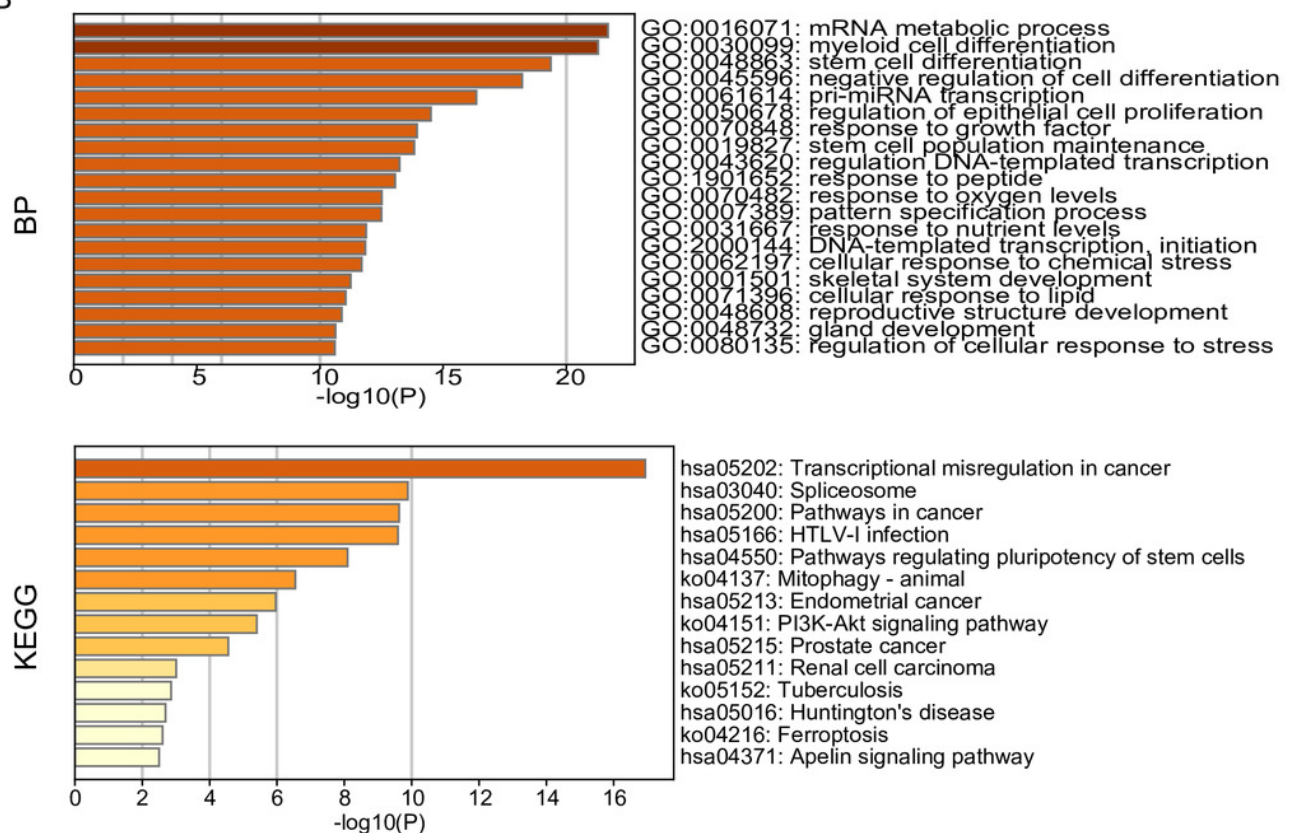 BP
GO:0016071: mRNA metabolic process
GO:0030099: myeloid cell differentiation
GO:0048863: stem cell differentiation
GO:0045596: negative regulation of cell differentiation
GO:0061614: pri-miRNA transcription
GO:0050678: regulation of epithelial cell proliferation
GO:0070848: response to growth factor
GO:0019827: stem cell population maintenance
GO:0043620: regulation DNA-templated transcription
GO:1901652: response to peptide
GO:0070482: response to oxygen levels
GO:0007389: pattern specification process
GO:0031667: response to nutrient levels
GO:2000144: DNA-templated transcription, initiation
GO:0062197: cellular response to chemical stress
GO:0001501: skeletal system development
GO:0071396: cellular response to lipid
GO:0048608: reproductive structure development
GO:0048732: gland development
GO:0080135: regulation of cellular response to stress
0 5 10 15 20
-log10(P)
KEGG
hsa05202: Transcriptional misregulation in cancer
hsa03040: Spliceosome
hsa05200: Pathways in cancer
hsa05166: HTLV-I infection
hsa04550: Pathways regulating pluripotency of stem cells
ko04137: Mitophagy - animal
hsa05213: Endometrial cancer
ko04151: PI3K-Akt signaling pathway
hsa05215: Prostate cancer
hsa05211: Renal cell carcinoma
ko05152: Tuberculosis
hsa05016: Huntington's disease
ko04216: Ferroptosis
hsa04371: Apelin signaling pathway
0 2 4 6 8 10 12 14 16
-log10(P)